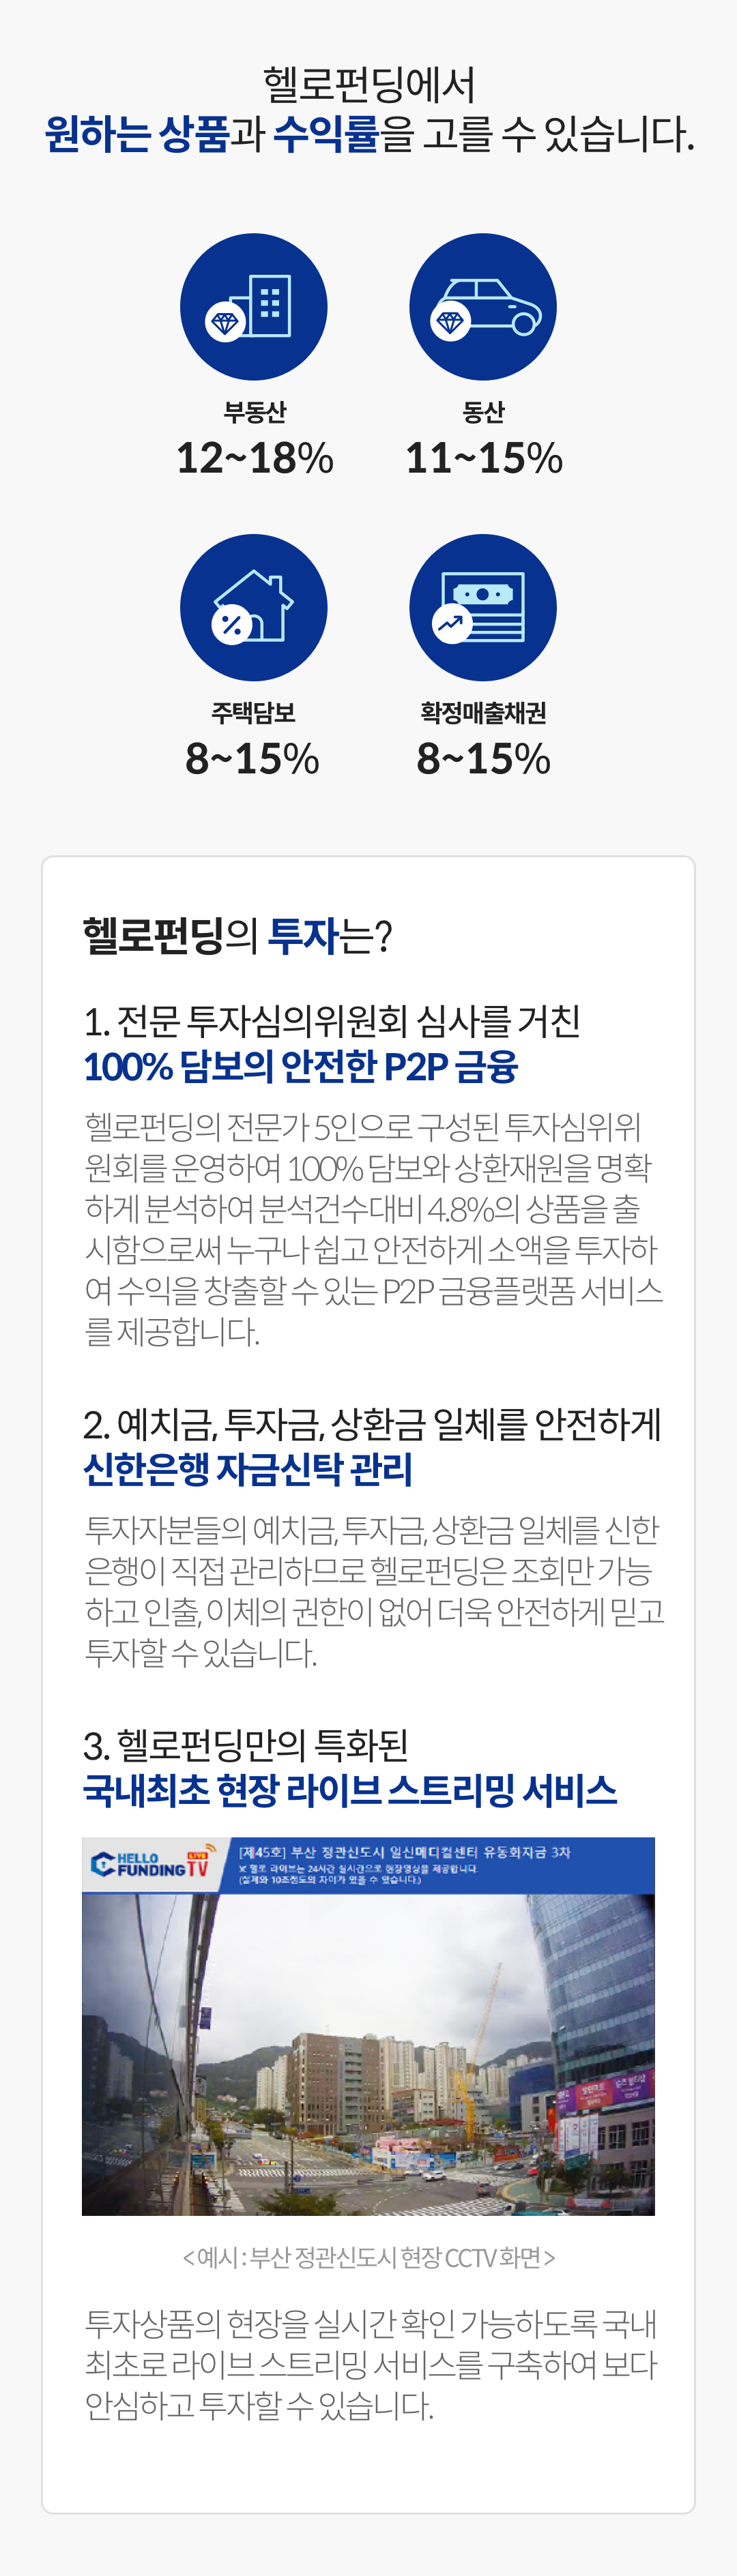 헬로펀딩에서
원하는 상품과 수익률을 고를 수 있습니다.
부동산
12~18%
동산
11~15%
주택담보
8~15%
확정매출채권
8~15%
헬로펀딩의 투자는?
1. 전문 투자심의위원회 심사를 거친
100% 담보의 안전한 P2P 금융
헬로펀딩의 전문가 5인으로 구성된 투자심위위
원회를 운영하여 100% 담보와 상환재원을 명확
하게 분석하여 분석건수대비 4.8%의 상품을 출
시함으로써 누구나 쉽고 안전하게 소액을 투자하
여 수익을 창출할 수 있는 P2P 금융플랫폼 서비스
를 제공합니다.
2. 예치금, 투자금, 상환금 일체를 안전하게
신한은행 자금신탁 관리
투자자분들의 예치금, 투자금, 상환금 일체를 신한
은행이 직접 관리하므로 헬로펀딩은 조회만 가능
하고 인출, 이체의 권한이 없어 더욱 안전하게 믿고
투자할 수 있습니다.
3. 헬로펀딩만의 특화된
국내최초 현장 라이브 스트리밍 서비스
HELLO
FUNDING TV
LIVE
[제45호] 부산 정관신도시 일신메디컬센터 유동화자금 3차
※ 헬로 라이브는 24시간 실시간으로 현장영상을 제공합니다.
(실제와 10초정도의 차이가 있을 수 있습니다.)
< 예시 : 부산 정관신도시 현장 CCTV 화면 >
투자상품의 현장을 실시간 확인 가능하도록 국내
최초로 라이브 스트리밍 서비스를 구축하여 보다
안심하고 투자할 수 있습니다.